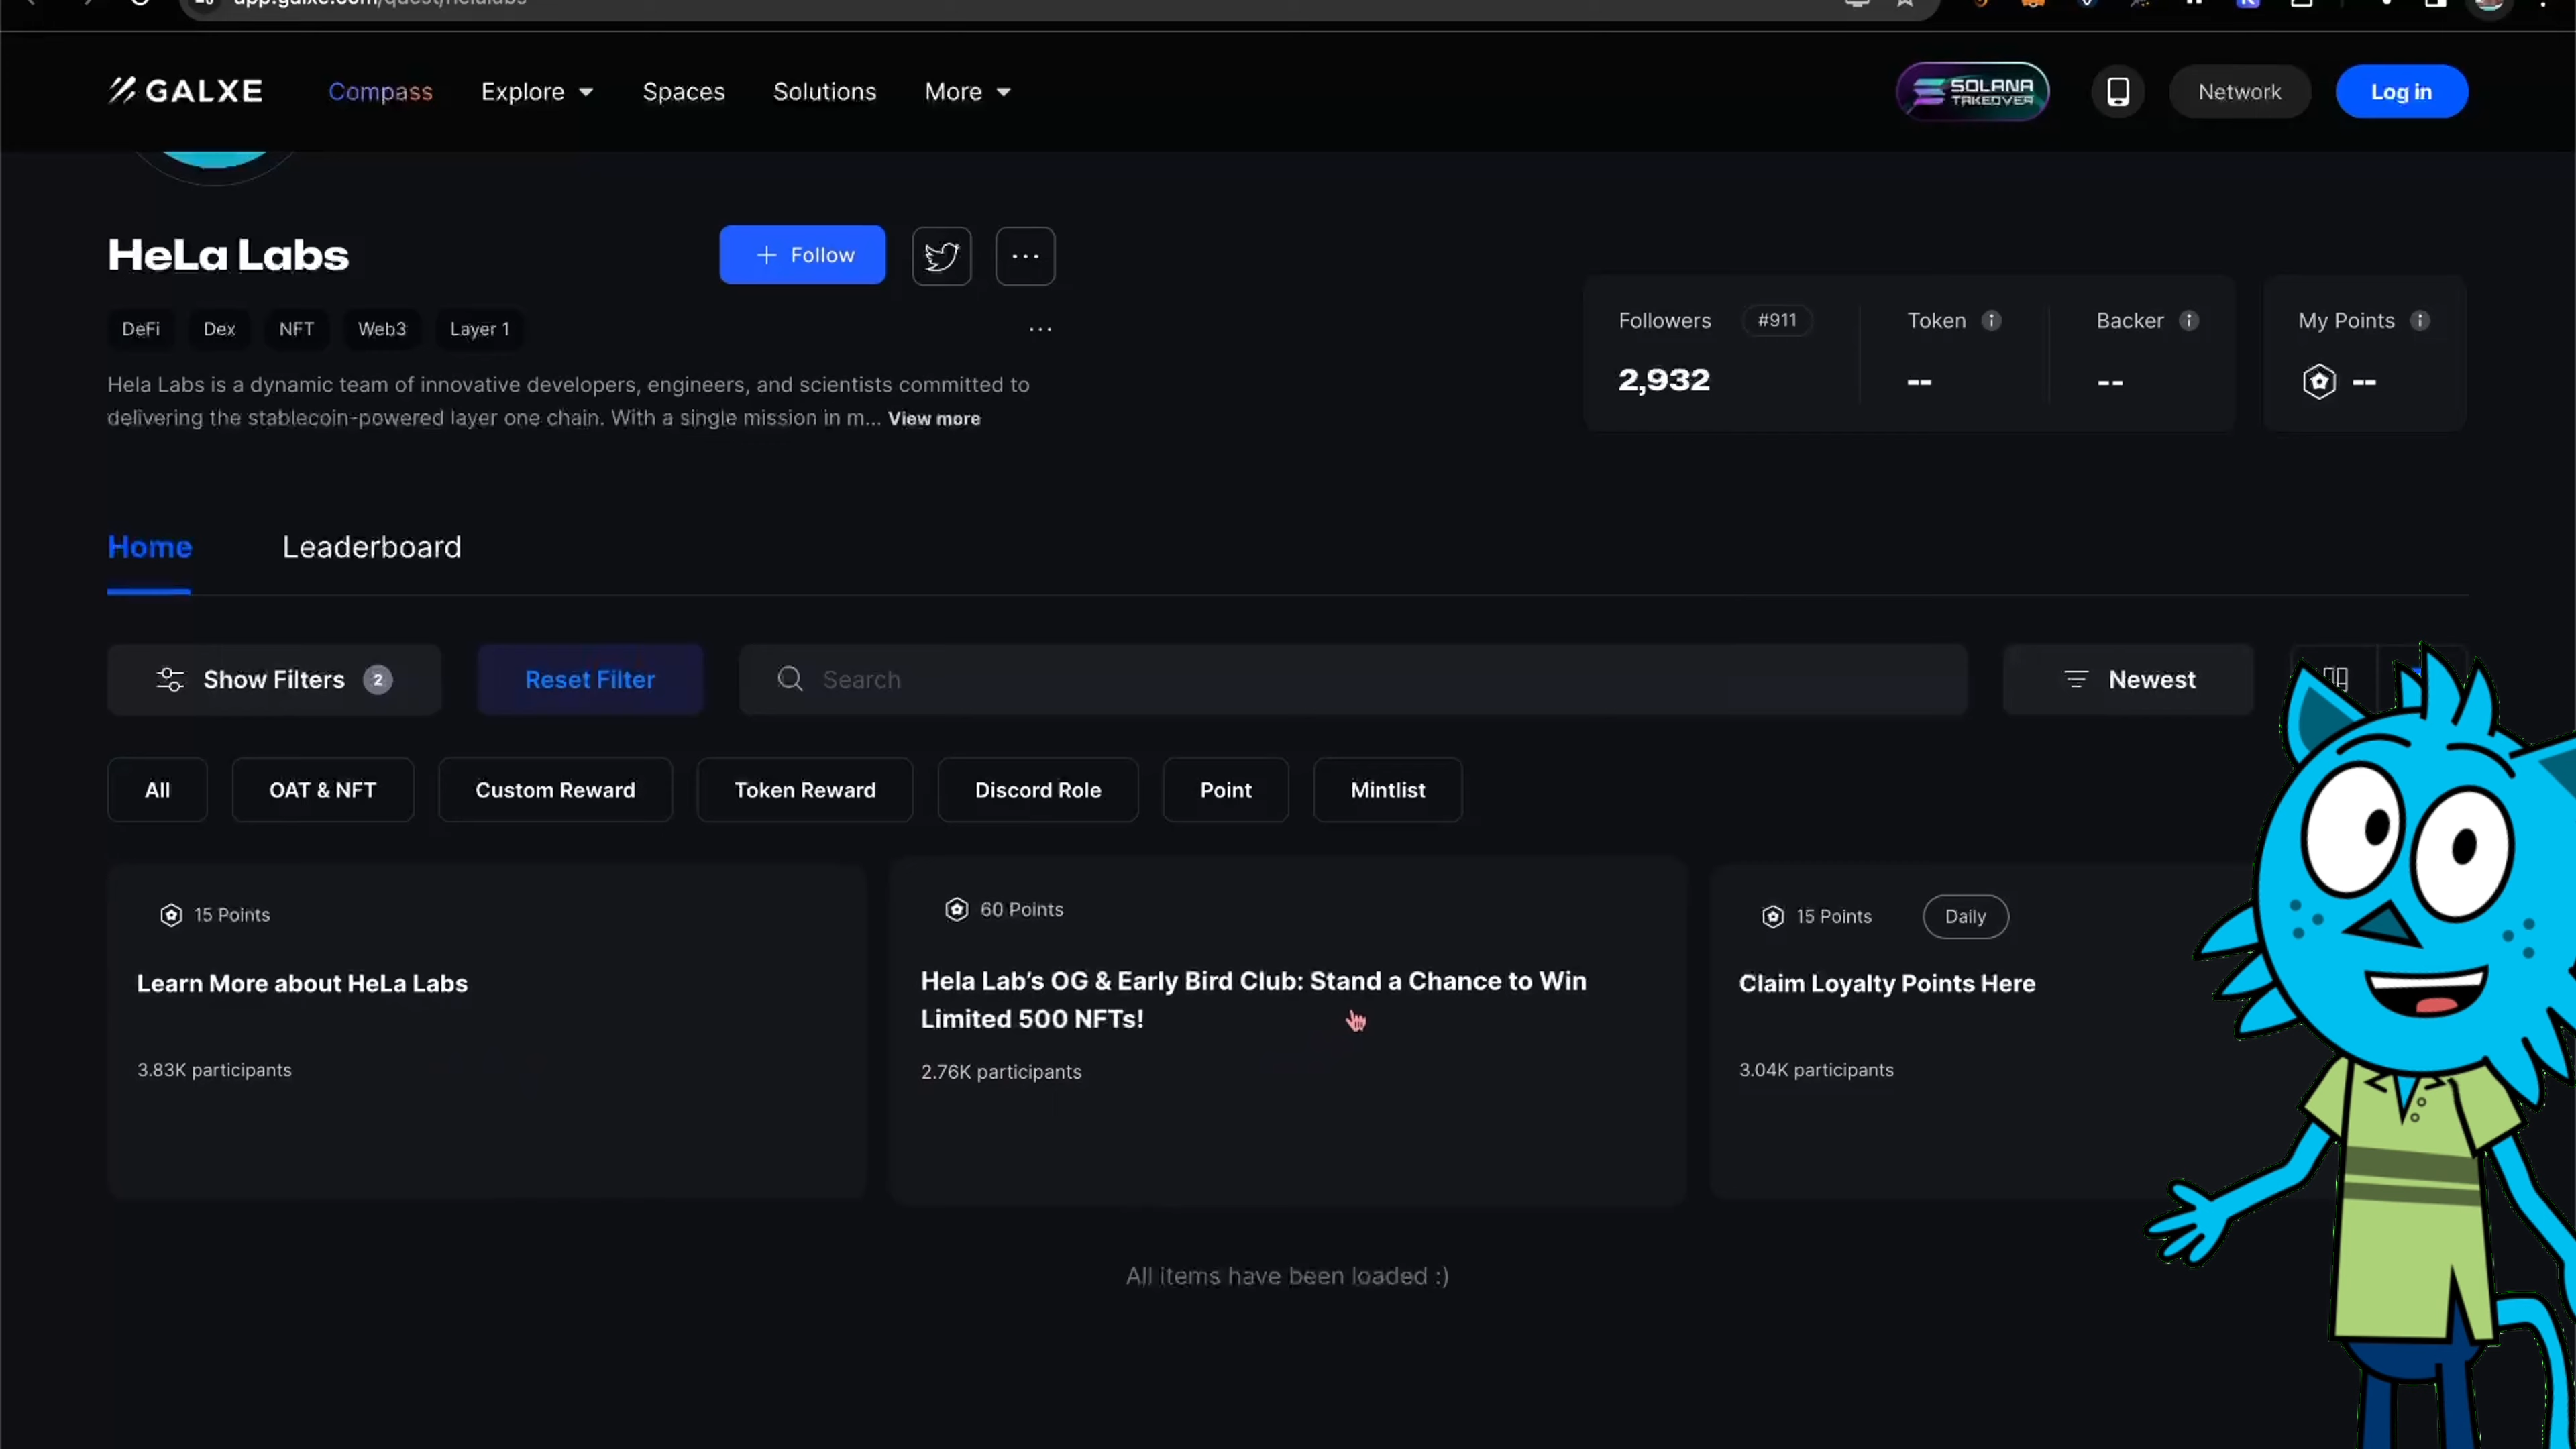 app.galxe.com/quest/helalabs
GALXE
Compass
Explore
Spaces
Solutions
More
SOLANA
TAKEOVER
Network
Log in
HeLa Labs
+ Follow
DeFi
Dex
NFT
Web3
Layer 1
Hela Labs is a dynamic team of innovative developers, engineers, and scientists committed to
delivering the stablecoin-powered layer one chain. With a single mission in m... View more
Followers
#911
Token
Backer
My Points
2,932
--
--
--
Home
Leaderboard
Show Filters 2
Reset Filter
Search
Newest
All
OAT & NFT
Custom Reward
Token Reward
Discord Role
Point
Mintlist
15 Points
Learn More about HeLa Labs
3.83K participants
60 Points
Hela Lab's OG & Early Bird Club: Stand a Chance to Win
Limited 500 NFTs!
2.76K participants
15 Points
Daily
Claim Loyalty Points Here
3.04K participants
All items have been loaded :)